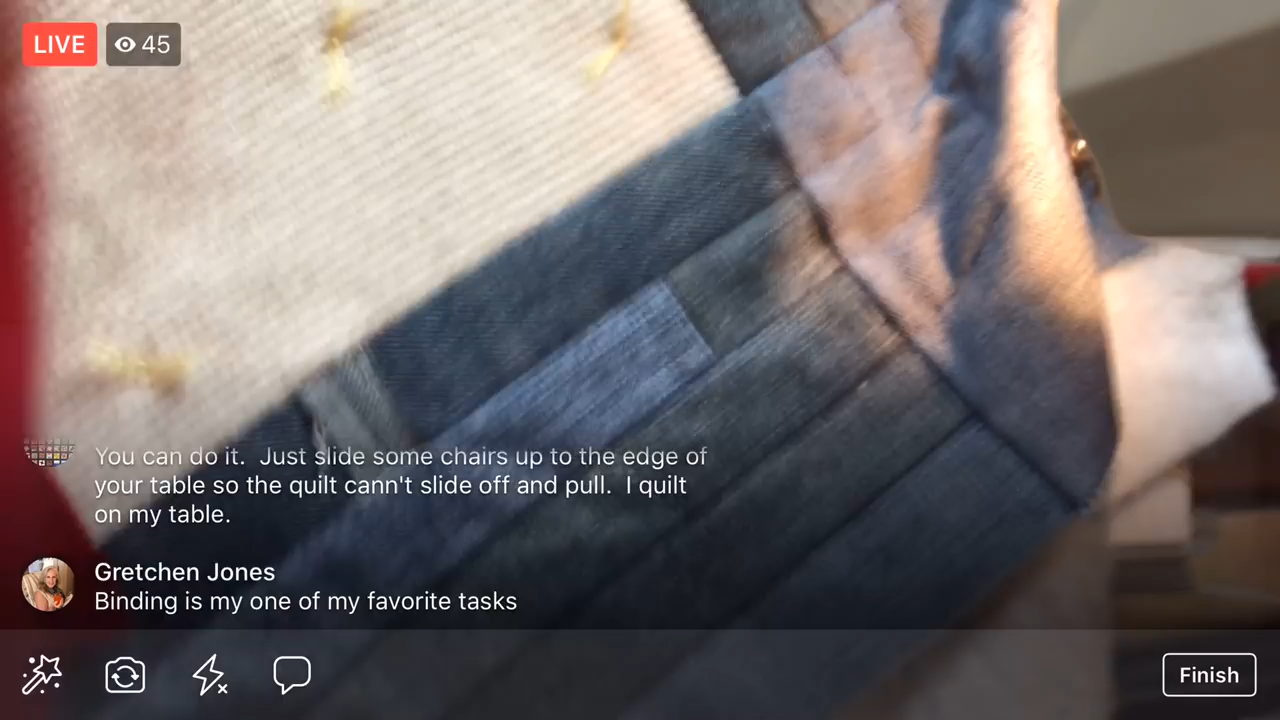 LIVE
45
You can do it.  Just slide some chairs up to the edge of
your table so the quilt cann't slide off and pull.  I quilt
on my table.
Gretchen Jones
Binding is my one of my favorite tasks
Finish